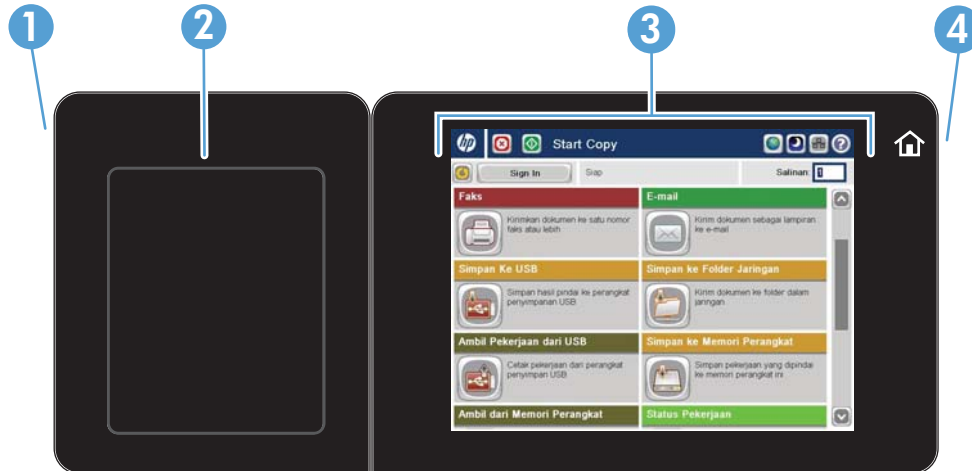 1
2
3
4
hp
Start Copy
?
Sign In
Siap
Salinan: 1
Faks
E-mail
Kirimkan dokumen ke satu nomor
faks atau lebih
Kirim dokumen sebagai lampiran
ke e-mail
Simpan Ke USB
Simpan ke Folder Jaringan
Simpan hasil pindai ke perangkat
penyimpanan USB
Kirim dokumen ke folder dalam
jaringan
Ambil Pekerjaan dari USB
Simpan ke Memori Perangkat
Cetak pekerjaan dari perangkat
penyimpan USB
Simpan pekerjaan yang dipindai
ke memori perangkat ini
Ambil dari Memori Perangkat
Status Pekerjaan